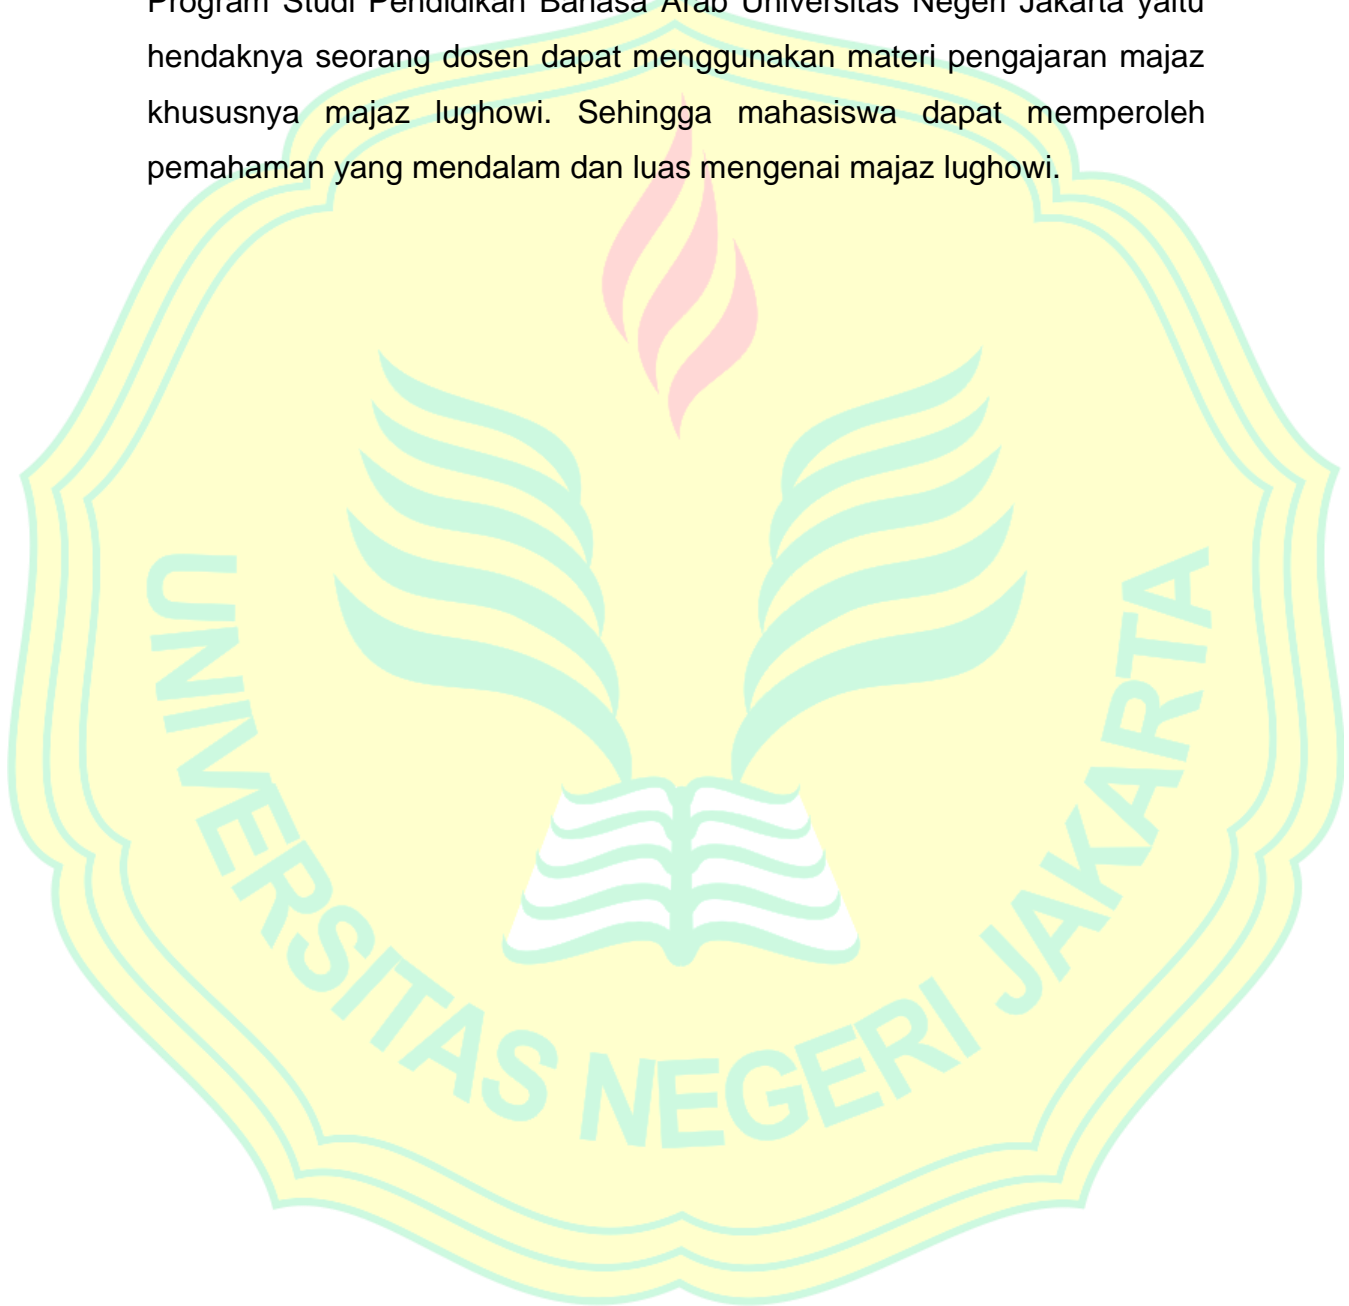 Program Studi Pendidikan Bahasa Arab Universitas Negeri Jakarta yaitu
hendaknya seorang dosen dapat menggunakan materi pengajaran majaz
khususnya majaz lughowi. Sehingga mahasiswa dapat memperoleh
pemahaman yang mendalam dan luas mengenai majaz lughowi.
UNIVERSITAS NEGERI JAKARTA